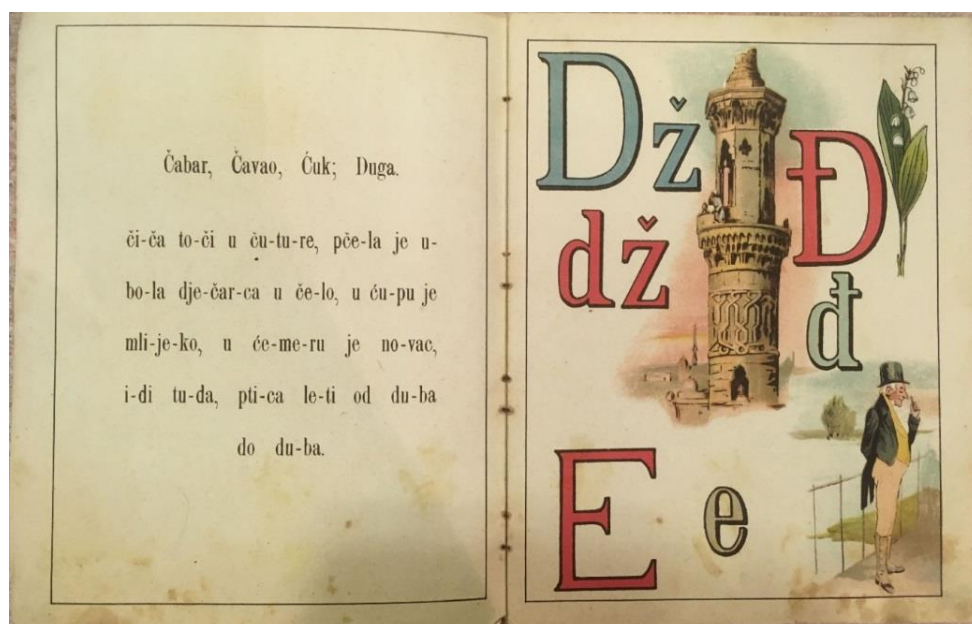 Čabar, Čavao, Ćuk; Duga.
či-ča to-či u ču-tu-re, pče-la je u-
bo-la dje-čar-ca u če-lo, u ću-pu je
mli-je-ko, u će-me-ru je no-vac,
i-di tu-da, pti-ca le-ti od du-ba
do du-ba.
Dž
dž
Đ
đ
E e